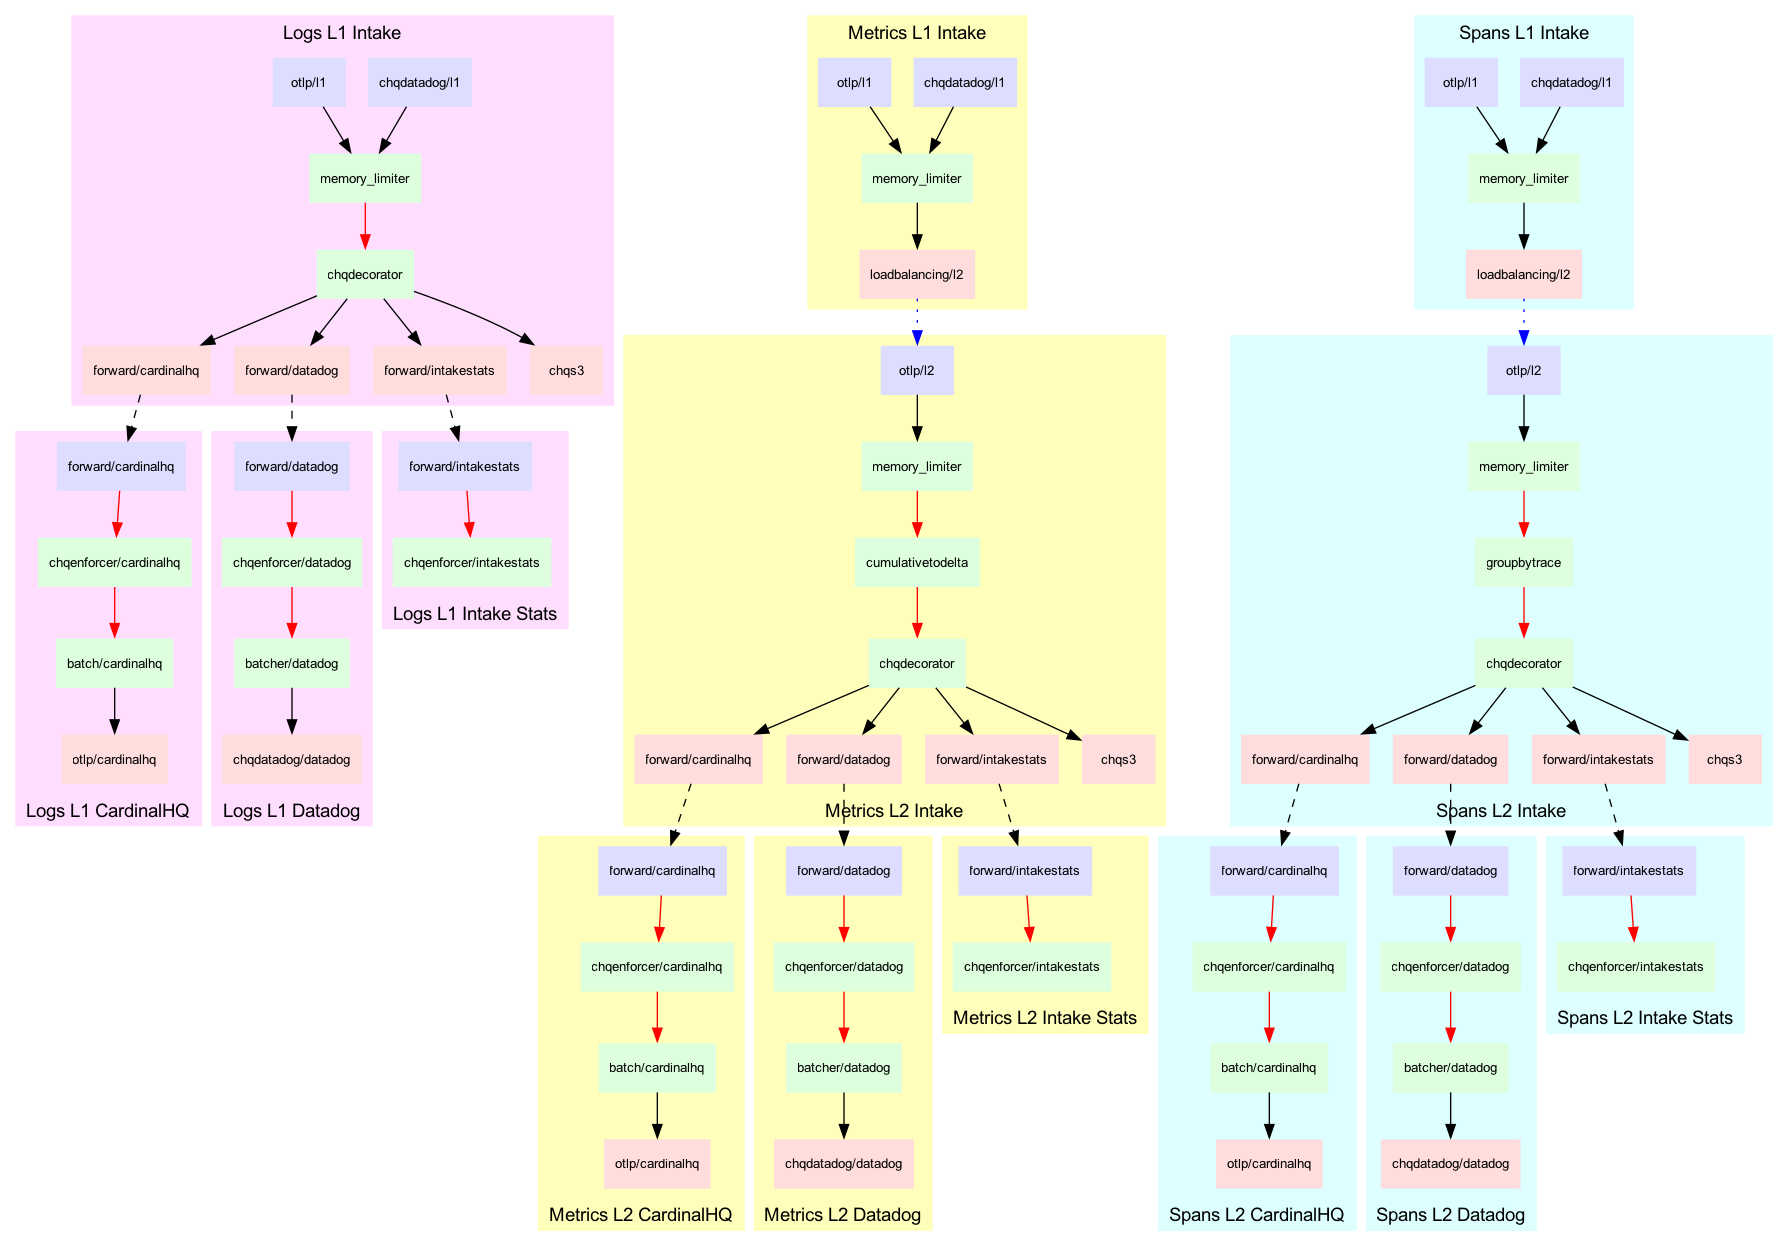 Logs L1 Intake
otlp/l1
chqdatadog/l1
memory_limiter
chqdecorator
forward/cardinalhq
forward/datadog
forward/intakestats
chqs3
forward/cardinalhq
chqenforcer/cardinalhq
batch/cardinalhq
otlp/cardinalhq
Logs L1 CardinalHQ
forward/datadog
chqenforcer/datadog
batcher/datadog
chqdatadog/datadog
Logs L1 Datadog
forward/intakestats
chqenforcer/intakestats
Logs L1 Intake Stats
Metrics L1 Intake
otlp/l1
chqdatadog/l1
memory_limiter
loadbalancing/l2
otlp/l2
memory_limiter
cumulativetodelta
chqdecorator
forward/cardinalhq
forward/datadog
forward/intakestats
chqs3
Metrics L2 Intake
forward/cardinalhq
chqenforcer/cardinalhq
batch/cardinalhq
otlp/cardinalhq
Metrics L2 CardinalHQ
forward/datadog
chqenforcer/datadog
batcher/datadog
chqdatadog/datadog
Metrics L2 Datadog
forward/intakestats
chqenforcer/intakestats
Metrics L2 Intake Stats
Spans L1 Intake
otlp/l1
chqdatadog/l1
memory_limiter
loadbalancing/l2
otlp/l2
memory_limiter
groupbytrace
chqdecorator
forward/cardinalhq
forward/datadog
forward/intakestats
chqs3
Spans L2 Intake
forward/cardinalhq
chqenforcer/cardinalhq
batch/cardinalhq
otlp/cardinalhq
Spans L2 CardinalHQ
forward/datadog
chqenforcer/datadog
batcher/datadog
chqdatadog/datadog
Spans L2 Datadog
forward/intakestats
chqenforcer/intakestats
Spans L2 Intake Stats